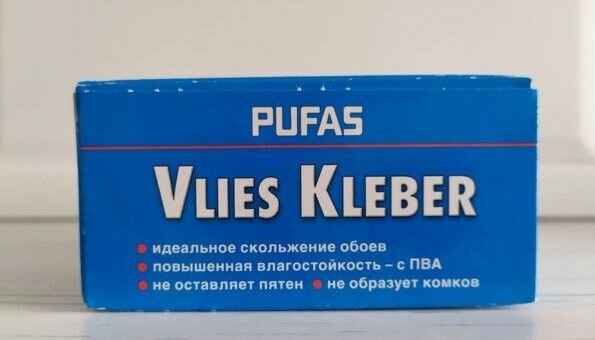 PUFAS
VLIES KLEBER
• идеальное скольжение обоев
• повышенная влагостойкость – с ПВА
• не оставляет пятен • не образует комков